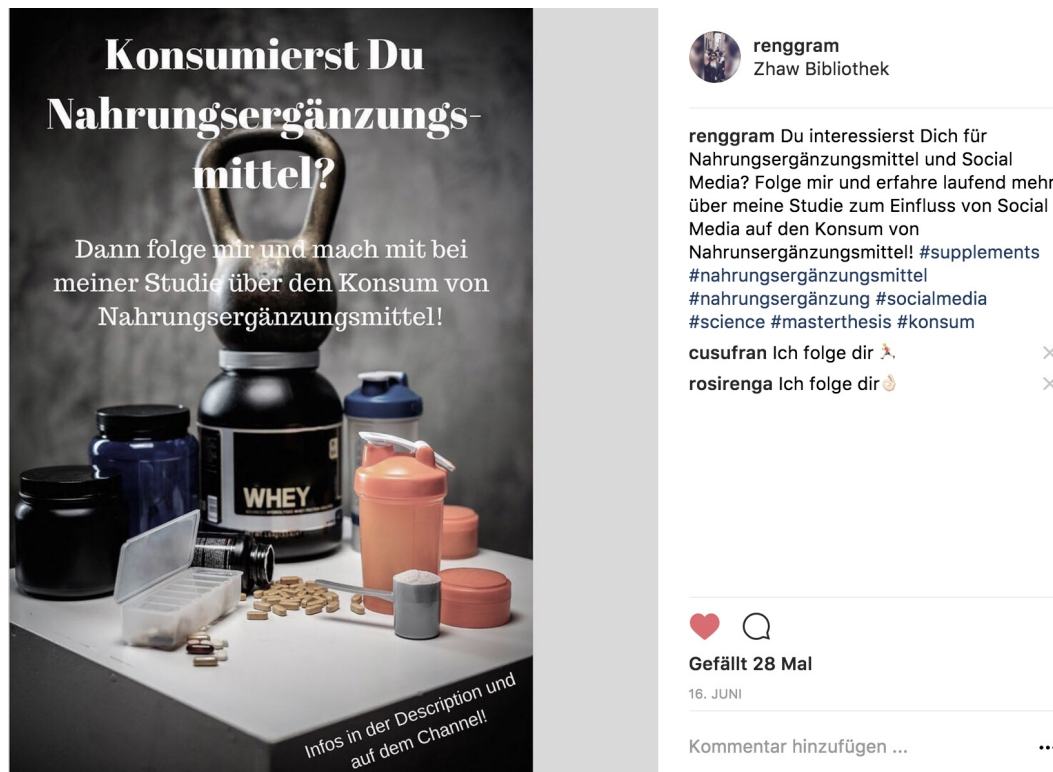 Konsumierst Du
Nahrungsergänzungs-
mittel?
Dann folge mir und mach mit bei
meiner Studie über den Konsum von
Nahrungsergänzungsmittel!
WHEY
Infos in der Description und
auf dem Channel!
renggram
Zhaw Bibliothek
renggram Du interessierst Dich für
Nahrungsergänzungsmittel und Social
Media? Folge mir und erfahre laufend mehr
über meine Studie zum Einfluss von Social
Media auf den Konsum von
Nahrunsergänzungsmittel! #supplements
#nahrungsergänzungsmittel
#nahrungsergänzung #socialmedia
#science #masterthesis #konsum
cusufran Ich folge dir 🏃
rosirenga Ich folge dir👌🏻
Gefällt 28 Mal
16. JUNI
Kommentar hinzufügen ...